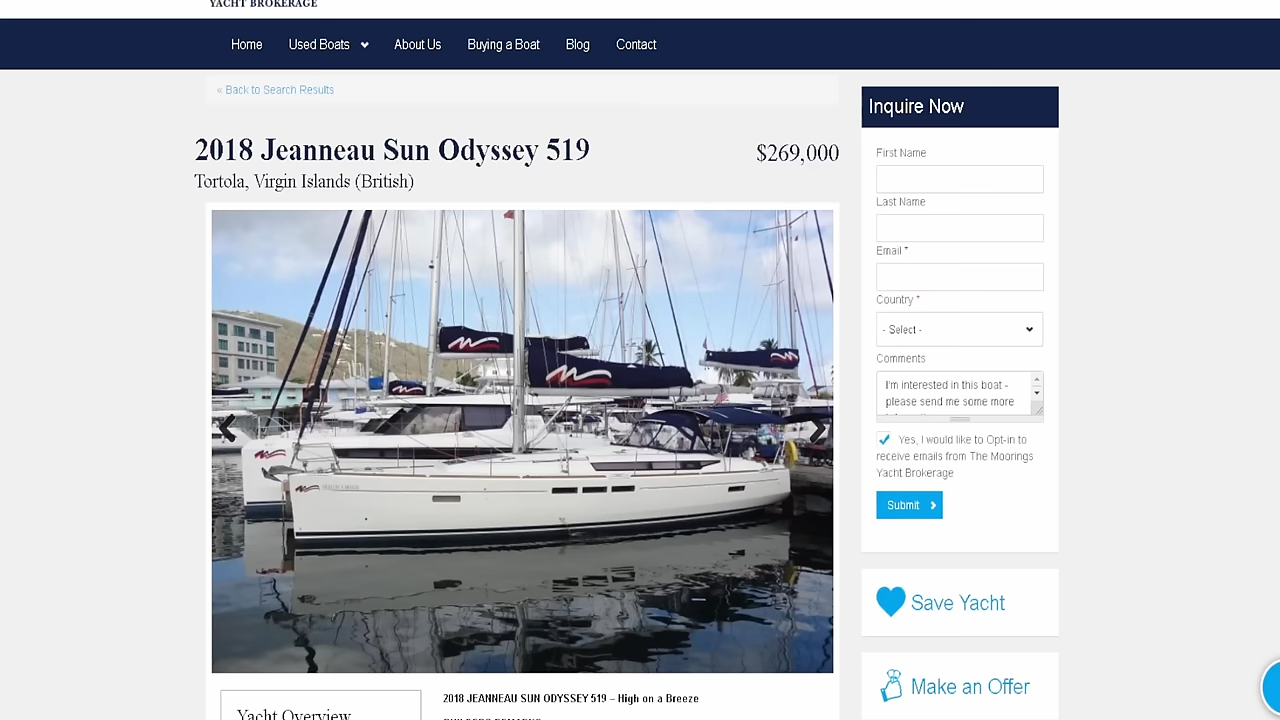 YACHT BROKERAGE
Home Used Boats About Us Buying a Boat Blog Contact
« Back to Search Results
2018 Jeanneau Sun Odyssey 519
$269,000
Tortola, Virgin Islands (British)
Inquire Now
First Name
Last Name
Email *
Country *
- Select -
Comments
I'm interested in this boat -
please send me some more
Yes, I would like to Opt-in to
receive emails from The Moorings
Yacht Brokerage
Submit
Save Yacht
Make an Offer
Yacht Overview
2018 JEANNEAU SUN ODYSSEY 519 – High on a Breeze